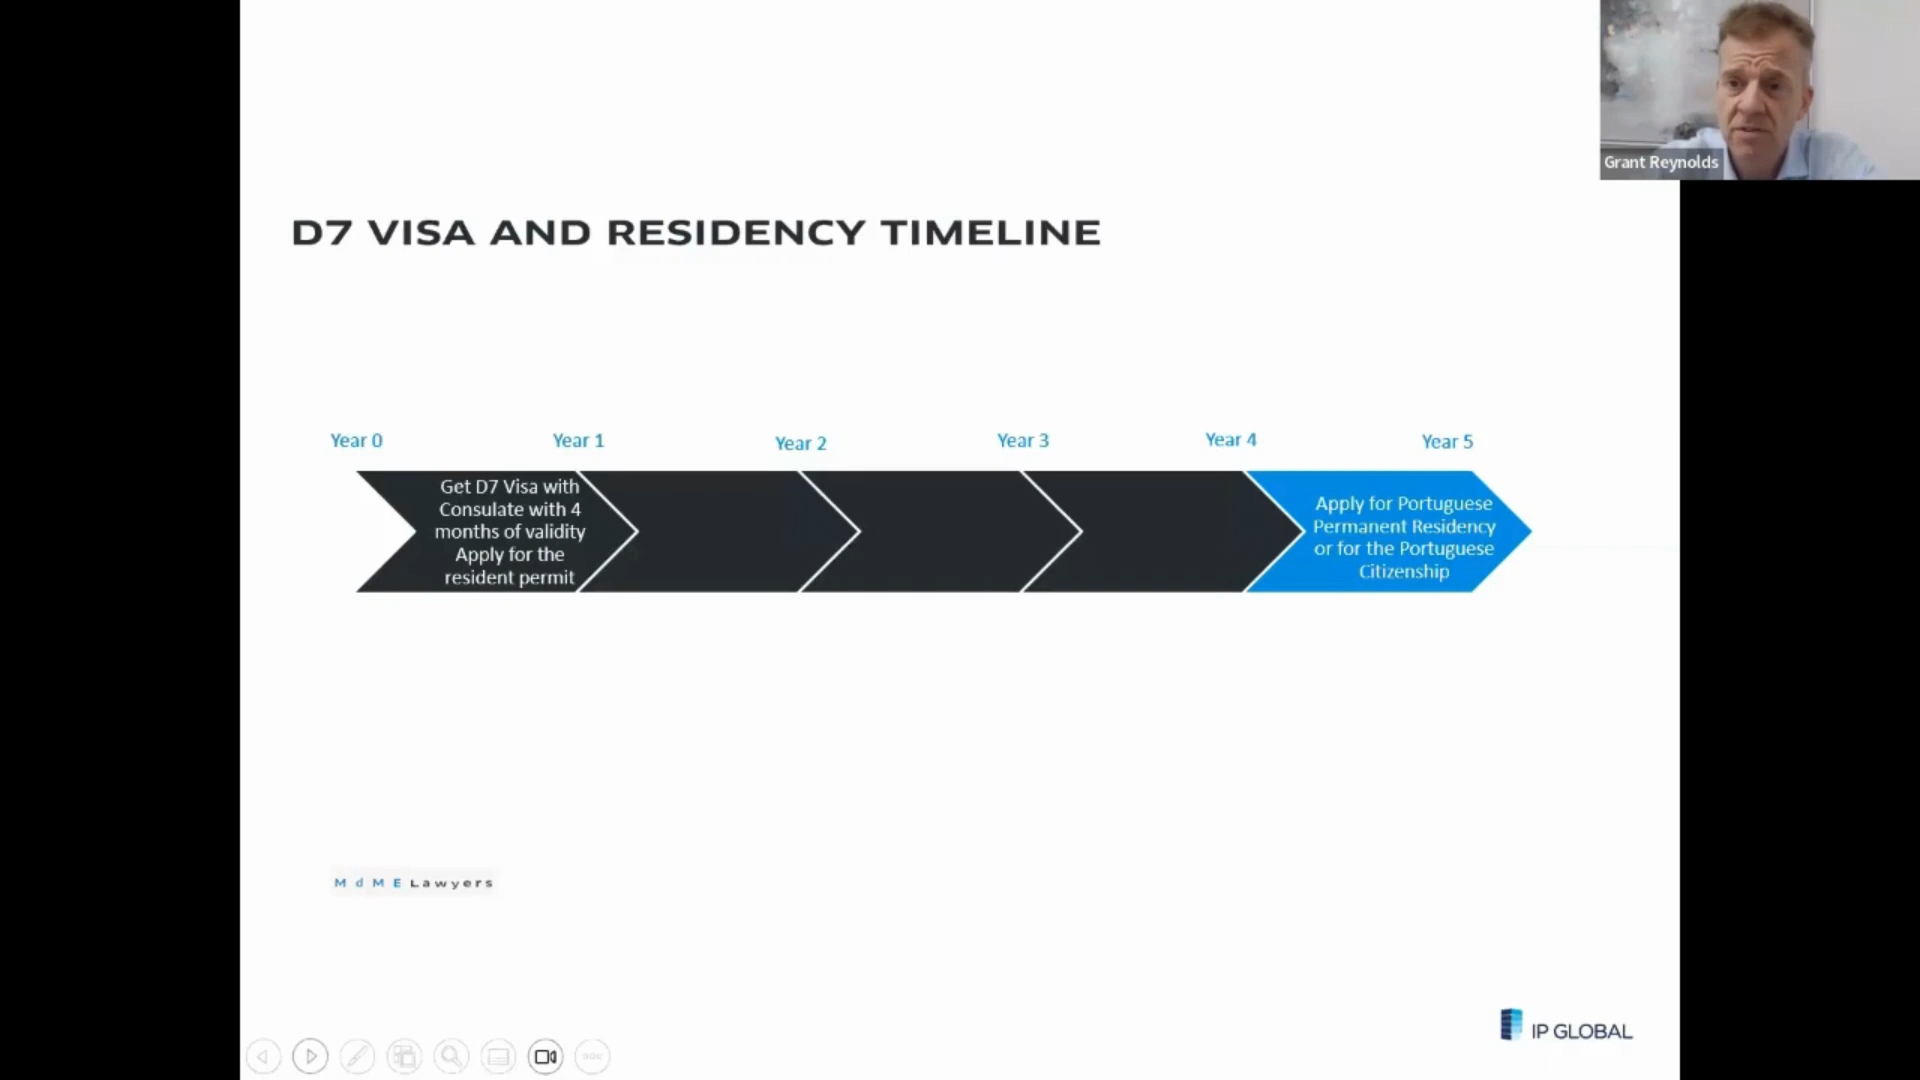 Grant Reynolds
D7 VISA AND RESIDENCY TIMELINE
Year 0
Year 1
Year 2
Year 3
Year 4
Year 5
Get D7 Visa with
Consulate with 4
months of validity
Apply for the
resident permit
Apply for Portuguese
Permanent Residency
or for the Portuguese
Citizenship
MdME Lawyers
IP GLOBAL